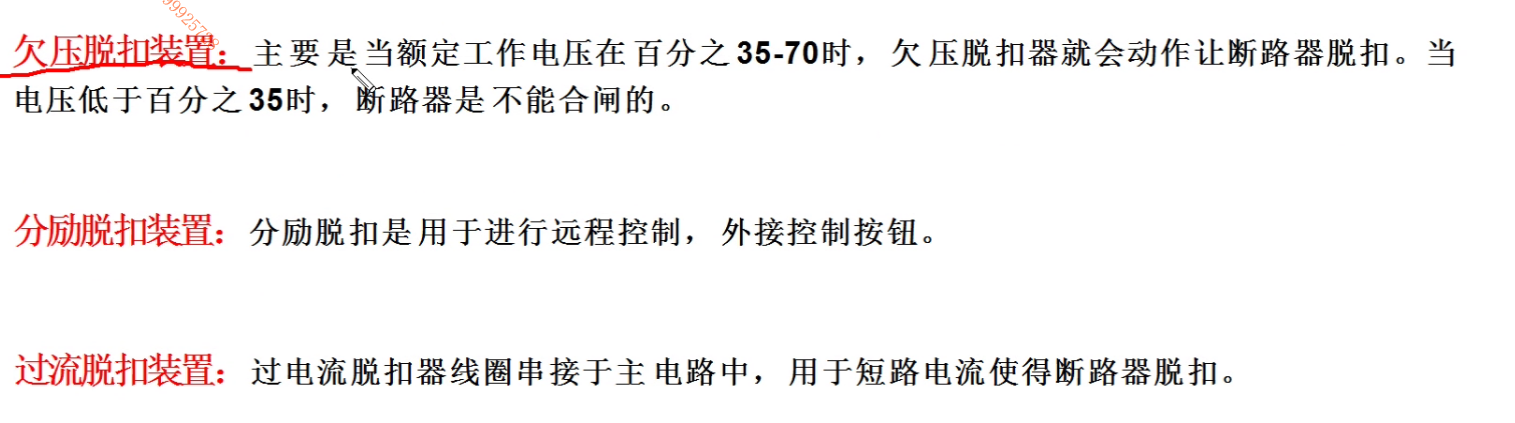 欠压脱扣装置：主要是当额定工作电压在百分之35-70时，欠压脱扣器就会动作让断路器脱扣。当
电压低于百分之35时，断路器是不能合闸的。
分励脱扣装置：分励脱扣是用于进行远程控制，外接控制按钮。
过流脱扣装置：过电流脱扣器线圈串接于主电路中，用于短路电流使得断路器脱扣。